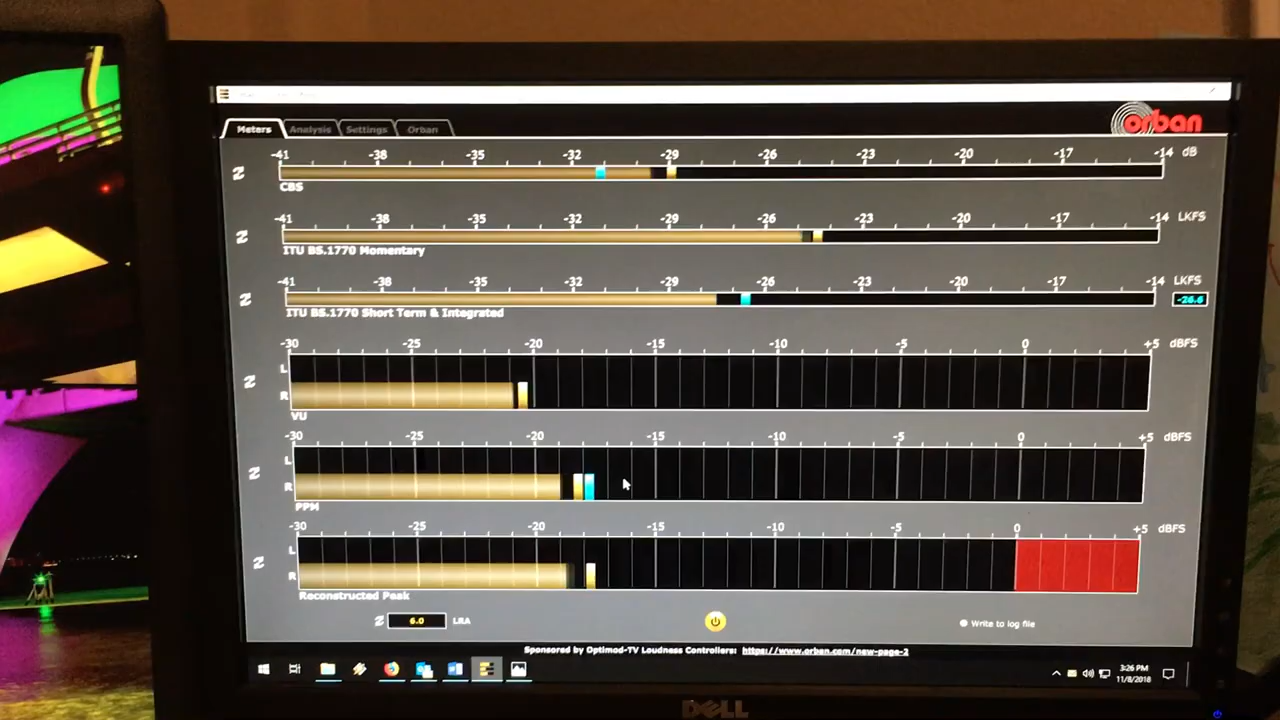 orban
Meters Analysis Settings Orban
-41 -38 -35 -32 -29 -26 -23 -20 -17 -14 dB
CBS
-41 -38 -35 -32 -29 -26 -23 -20 -17 -14 LKFS
ITU BS.1770 Momentary
-41 -38 -35 -32 -29 -26 -23 -20 -17 -14 LKFS
-26.6
ITU BS.1770 Short Term & Integrated
-30 -25 -20 -15 -10 -5 0 +5 dBFS
L
R
VU
-30 -25 -20 -15 -10 -5 0 +5 dBFS
L
R
PPM
-30 -25 -20 -15 -10 -5 0 +5 dBFS
L
R
Reconstructed Peak
6.0 LRA Write to log file
Sponsored by Optimod-TV Loudness Controllers: https://www.orban.com/new-page-2
3:26 PM
11/8/2018
DELL